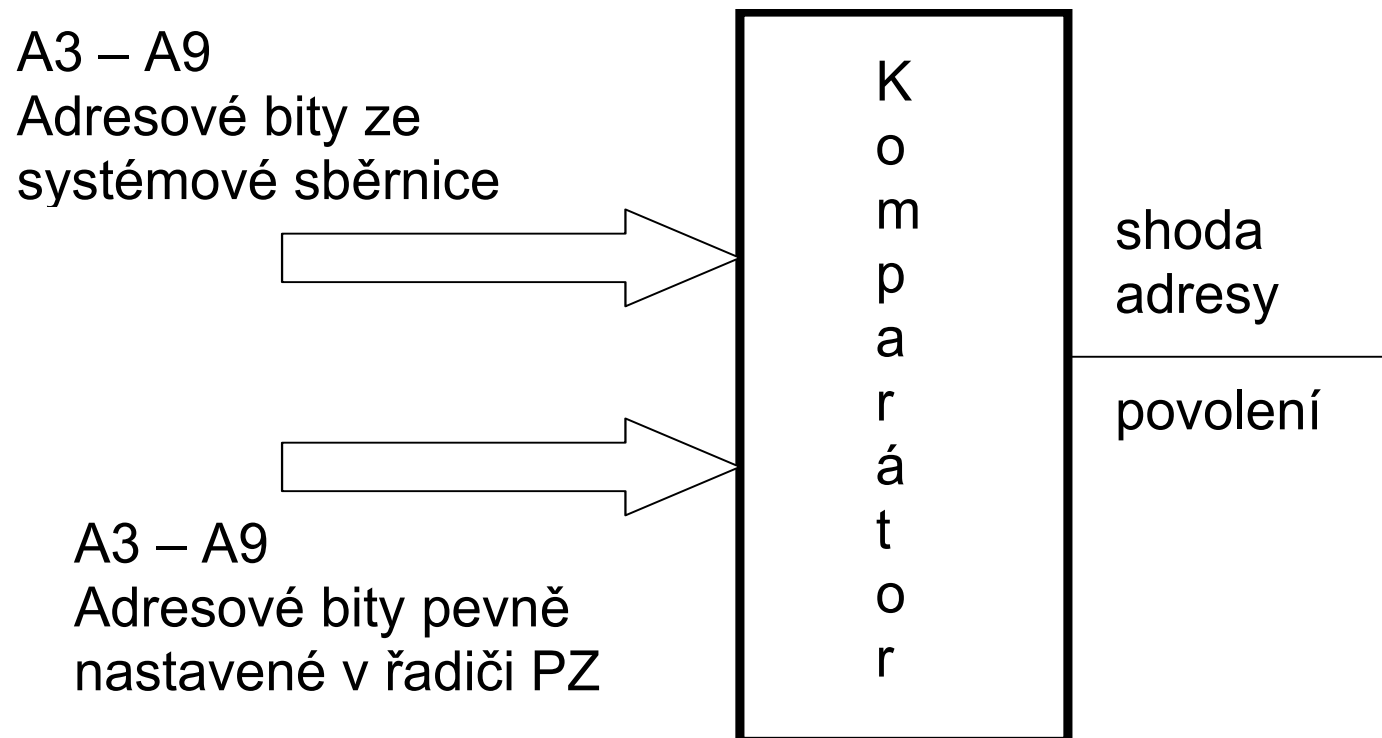 A3 – A9
Adresové bity ze
systémové sběrnice
A3 – A9
Adresové bity pevně
nastavené v řadiči PZ
K
o
m
p
a
r
á
t
o
r
shoda
adresy
povolení